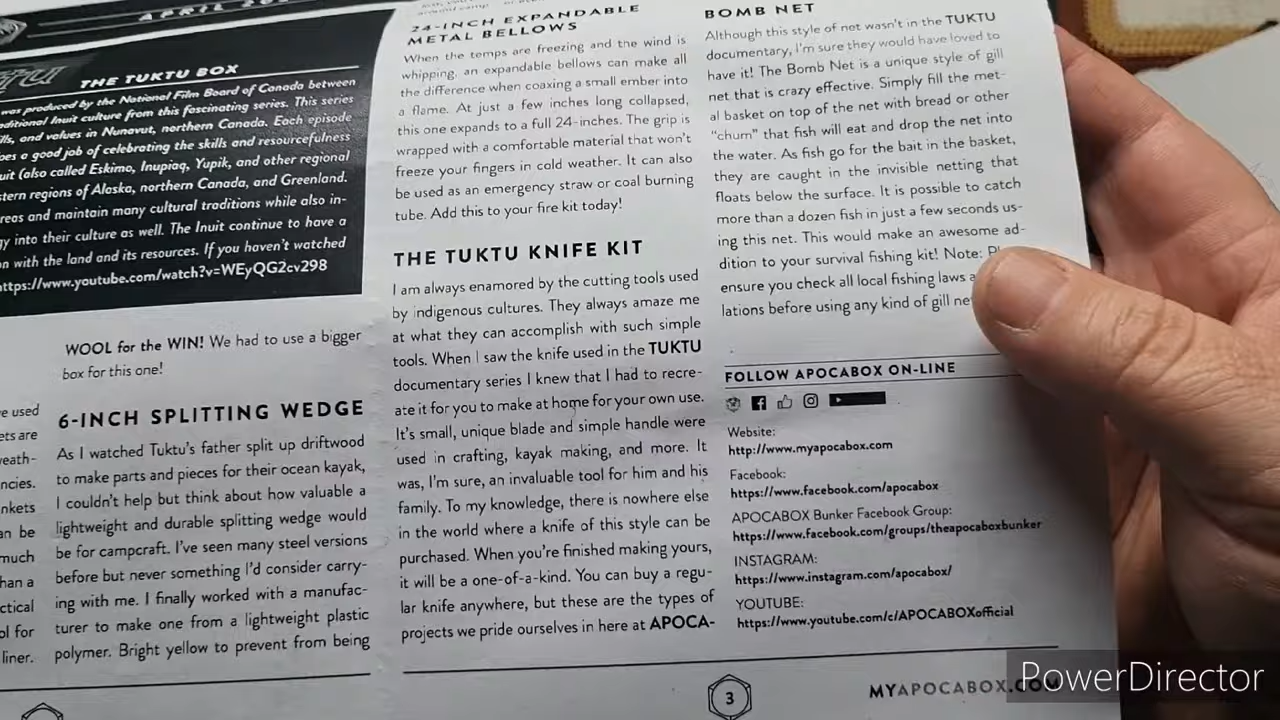 APRIL
THE TUKTU BOX
was produced by the National Film Board of Canada between
ditional Inuit culture from this fascinating series. This series
lls, and values in Nunavut, northern Canada. Each episode
oes a good job of celebrating the skills and resourcefulness
uit (also called Eskimo, Inupiaq, Yupik, and other regional
stern regions of Alaska, northern Canada, and Greenland.
reas and maintain many cultural traditions while also in-
gy into their culture as well. The Inuit continue to have a
n with the land and its resources. If you haven't watched
https://www.youtube.com/watch?v=WEyQG2cv298
e used
ets are
eath-
ncies.
nkets
an be
much
han a
ctical
ol for
liner.
WOOL for the WIN! We had to use a bigger
box for this one!
6-INCH SPLITTING WEDGE
As I watched Tuktu's father split up driftwood
to make parts and pieces for their ocean kayak,
I couldn't help but think about how valuable a
lightweight and durable splitting wedge would
be for campcraft. I've seen many steel versions
before but never something I'd consider carry-
ing with me. I finally worked with a manufac-
turer to make one from a lightweight plastic
polymer. Bright yellow to prevent from being
24-INCH EXPANDABLE
METAL BELLOWS
When the temps are freezing and the wind is
whipping, an expandable bellows can make all
the difference when coaxing a small ember into
a flame. At just a few inches long collapsed,
this one expands to a full 24-inches. The grip is
wrapped with a comfortable material that won't
freeze your fingers in cold weather. It can also
be used as an emergency straw or coal burning
tube. Add this to your fire kit today!
THE TUKTU KNIFE KIT
I am always enamored by the cutting tools used
by indigenous cultures. They always amaze me
at what they can accomplish with such simple
tools. When I saw the knife used in the TUKTU
documentary series I knew that I had to recre-
ate it for you to make at home for your own use.
It's small, unique blade and simple handle were
used in crafting, kayak making, and more. It
was, I'm sure, an invaluable tool for him and his
family. To my knowledge, there is nowhere else
in the world where a knife of this style can be
purchased. When you're finished making yours,
it will be a one-of-a-kind. You can buy a regu-
lar knife anywhere, but these are the types of
projects we pride ourselves in here at APOCA-
BOMB NET
Although this style of net wasn't in the TUKTU
documentary, I'm sure they would have loved to
have it! The Bomb Net is a unique style of gill
net that is crazy effective. Simply fill the met-
al basket on top of the net with bread or other
"chum" that fish will eat and drop the net into
the water. As fish go for the bait in the basket,
they are caught in the invisible netting that
floats below the surface. It is possible to catch
more than a dozen fish in just a few seconds us-
ing this net. This would make an awesome ad-
dition to your survival fishing kit! Note:
ensure you check all local fishing laws
lations before using any kind of gill
FOLLOW APOCABOX ON-LINE
Website:
http://www.myapocabox.com
Facebook:
https://www.facebook.com/apocabox
APOCABOX Bunker Facebook Group:
https://www.facebook.com/groups/theapocaboxbunker
INSTAGRAM:
https://www.instagram.com/apocabox/
YOUTUBE:
https://www.youtube.com/c/APOCABOXofficial
3
MYAPOCABOX.COM
PowerDirector